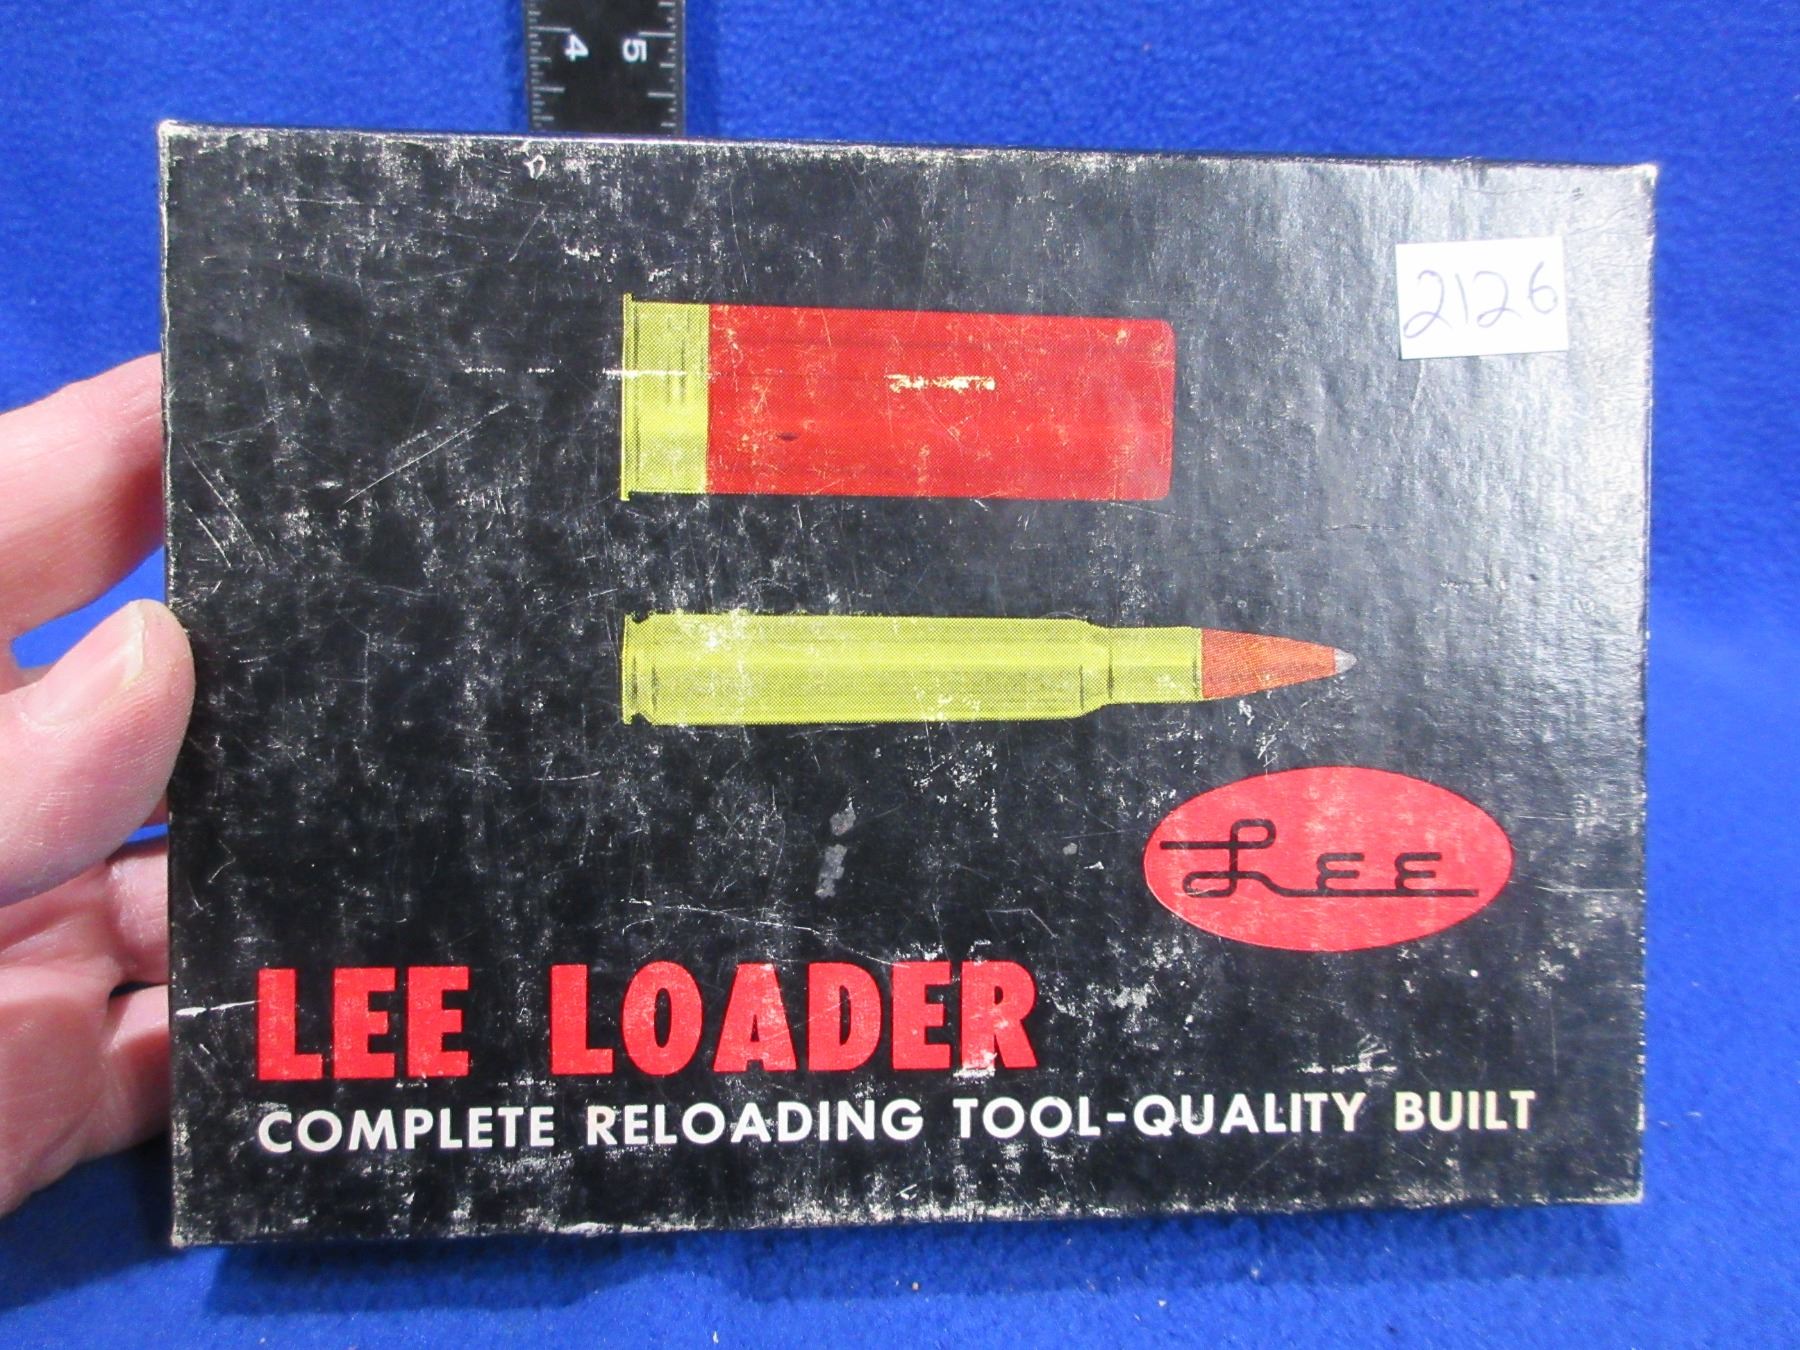 4 5
2126
LEE
LEE LOADER
COMPLETE RELOADING TOOL-QUALITY BUILT